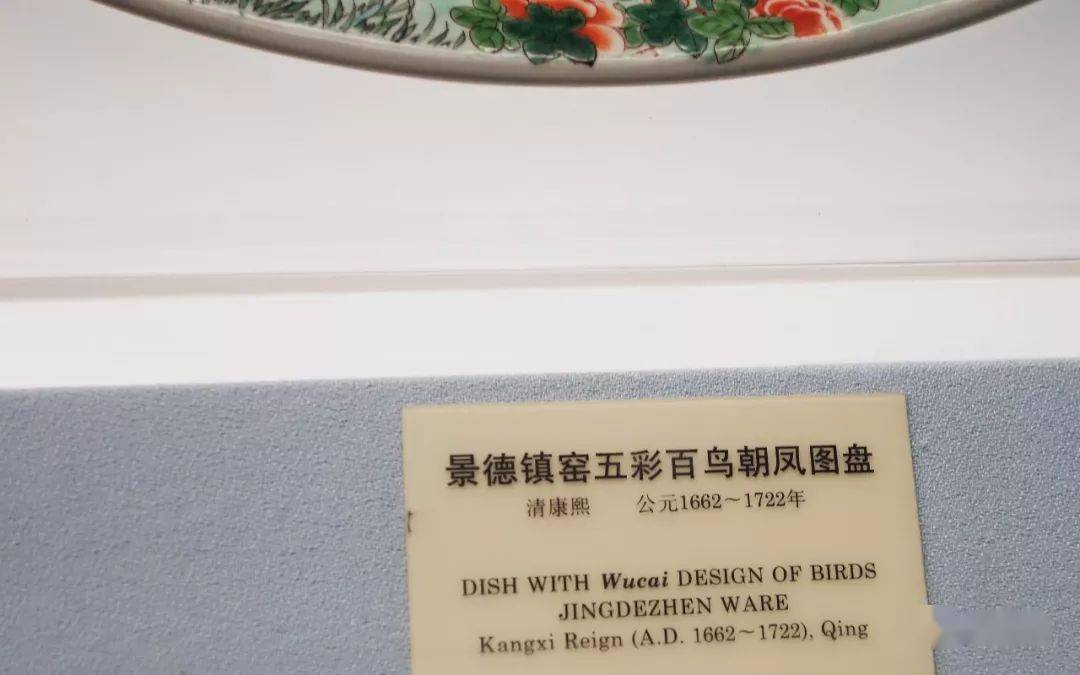 景德镇窑五彩百鸟朝凤图盘
清康熙 公元1662～1722年
DISH WITH Wucai DESIGN OF BIRDS
JINGDEZHEN WARE
Kangxi Reign (A.D. 1662～1722), Qing